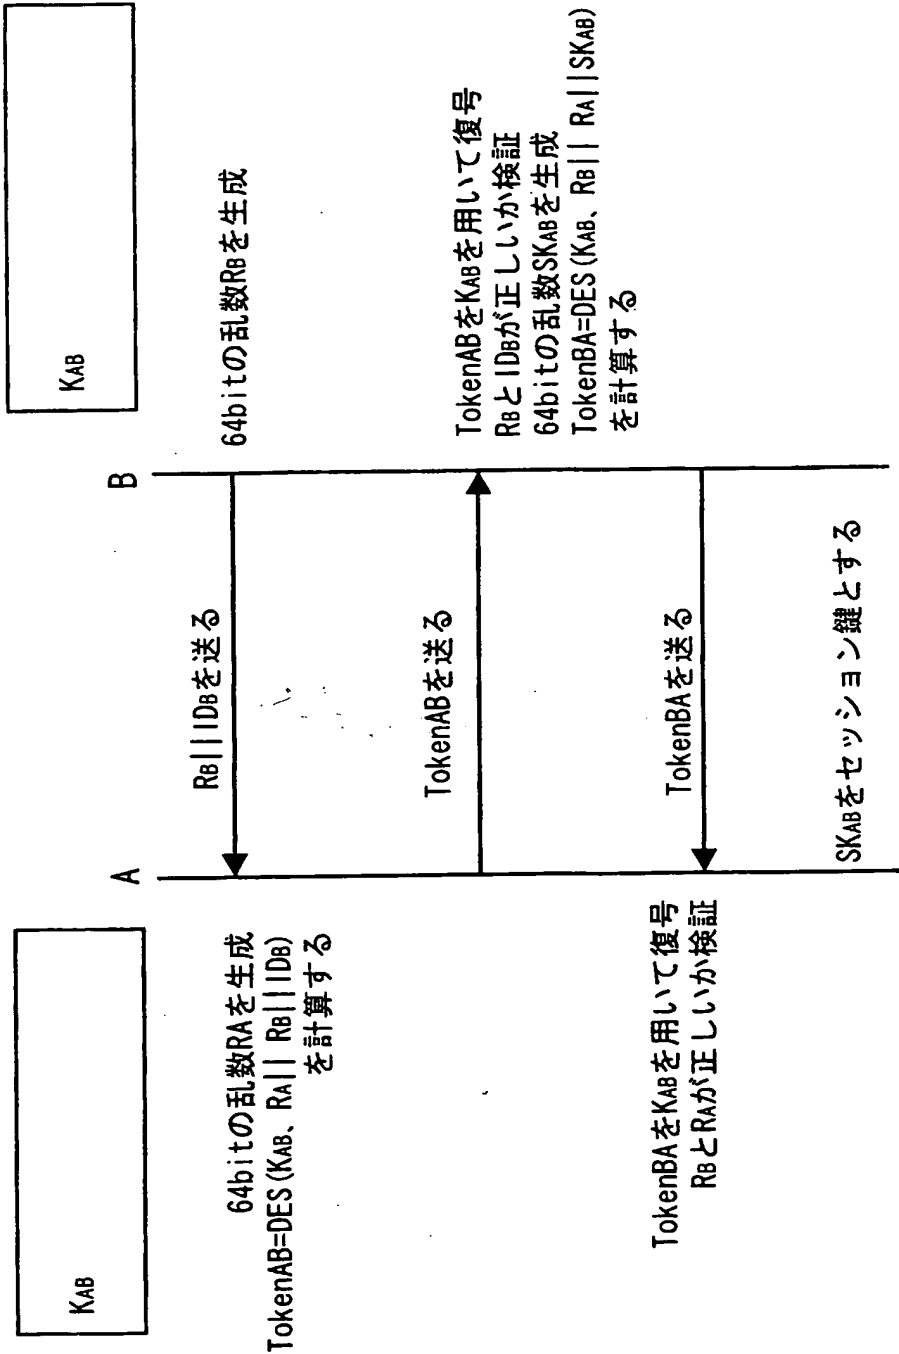 KAB
KAB
A
B
64bitの乱数RBを生成
RB||IDBを送る
64bitの乱数RAを生成
TokenAB=DES(KAB、RA||RB||IDB)
を計算する
TokenABを送る
TokenABをKABを用いて復号
RBとIDBが正しいか検証
64bitの乱数SKABを生成
TokenBA=DES(KAB、RB||RA||SKAB)
を計算する
TokenBAを送る
TokenBAをKABを用いて復号
RBとRAが正しいか検証
SKABをセッション鍵とする